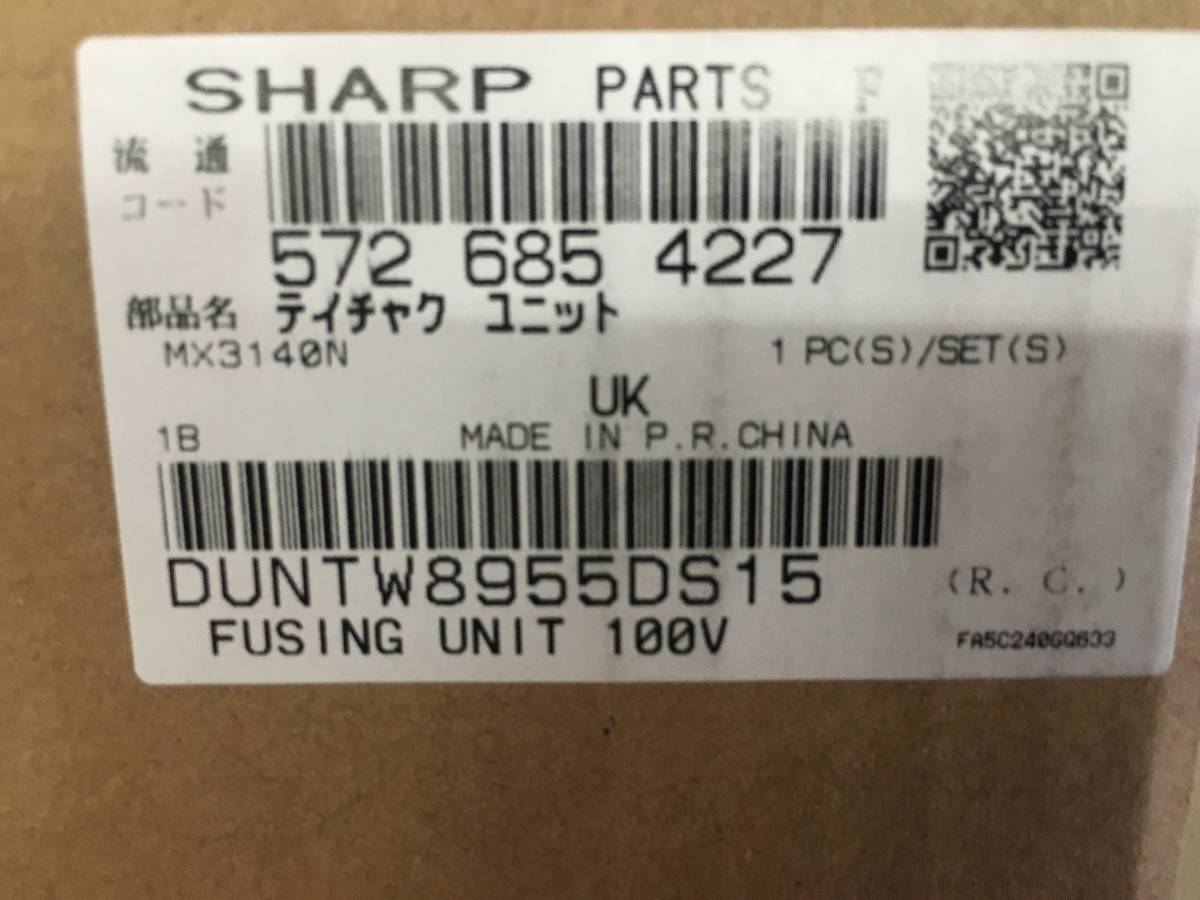 SHARP PARTS
流通
コード
572 685 4227
部品名 テイチャク ユニット
MX3140N 1 PC(S)/SET(S)
UK
1B MADE IN P.R.CHINA
DUNTW8955DS15 (R. C. )
FUSING UNIT 100V FA5C240GQ633